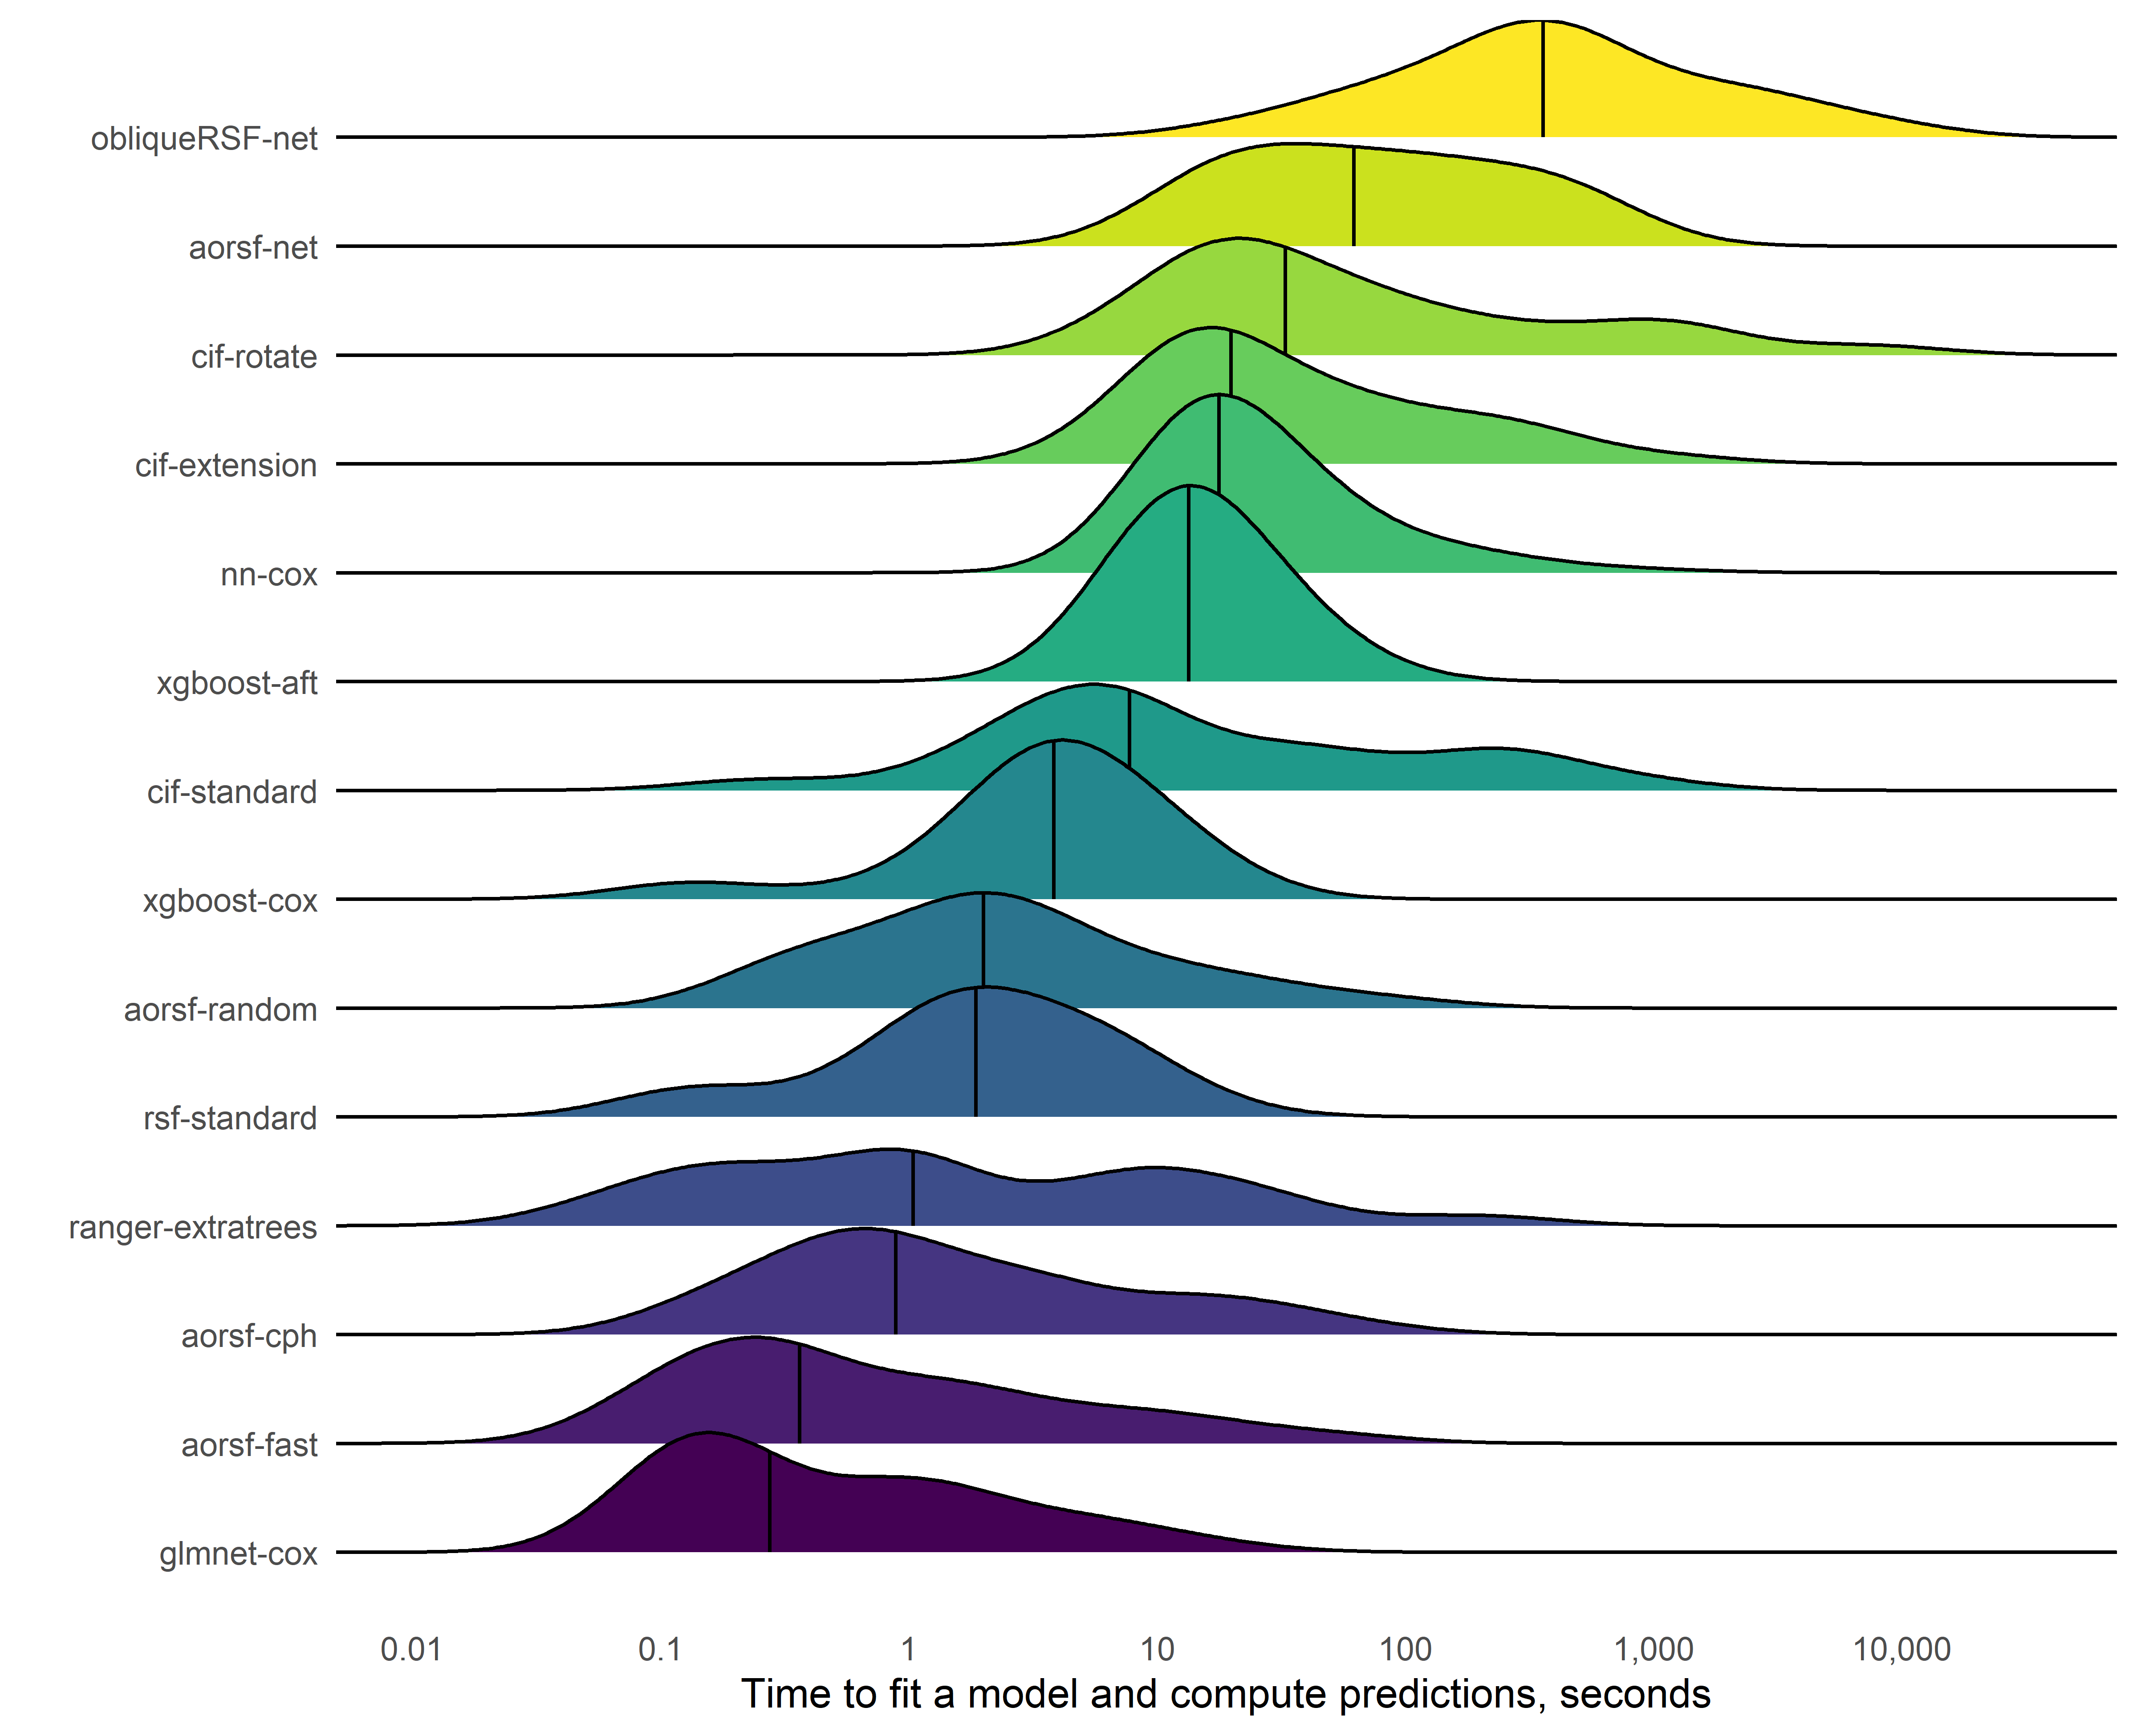 obliqueRSF-net
aorsf-net
cif-rotate
cif-extension
nn-cox
xgboost-aft
cif-standard
xgboost-cox
aorsf-random
rsf-standard
ranger-extratrees
aorsf-cph
aorsf-fast
glmnet-cox
0.01 0.1 1 10 100 1,000 10,000
Time to fit a model and compute predictions, seconds